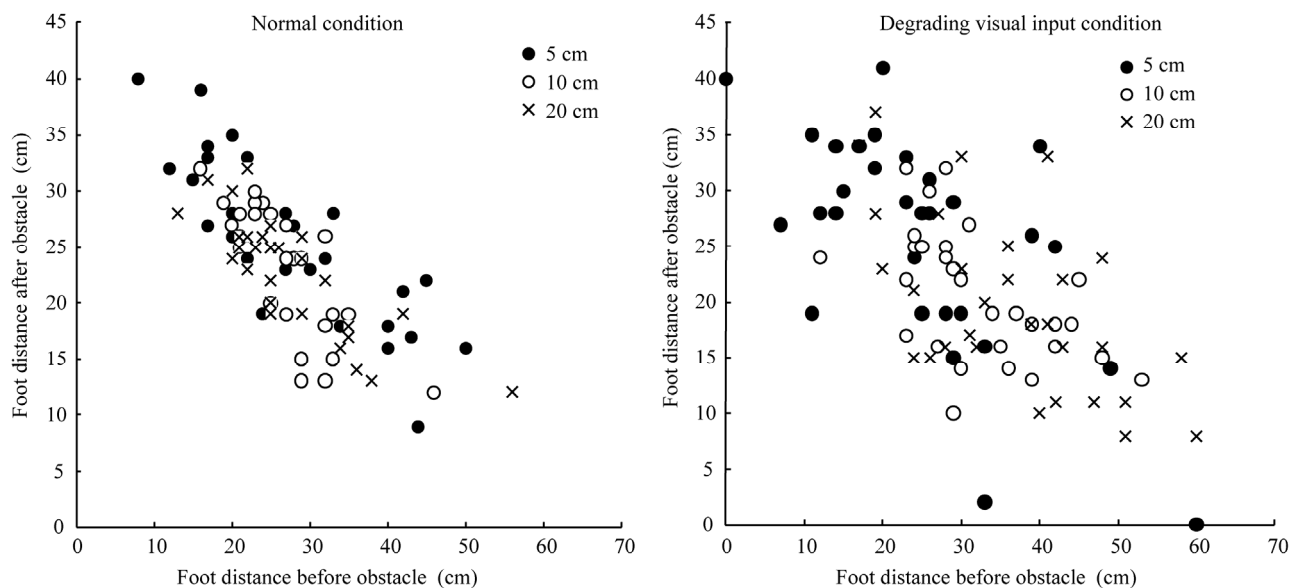 Normal condition
5 cm
10 cm
20 cm
45
40
35
30
25
20
15
10
5
0
10
20
30
40
50
60
70
Foot distance after obstacle (cm)
Foot distance before obstacle (cm)
Degrading visual input condition
5 cm
10 cm
20 cm
45
40
35
30
25
20
15
10
5
0
0
10
20
30
40
50
60
70
Foot distance after obstacle (cm)
Foot distance before obstacle (cm)